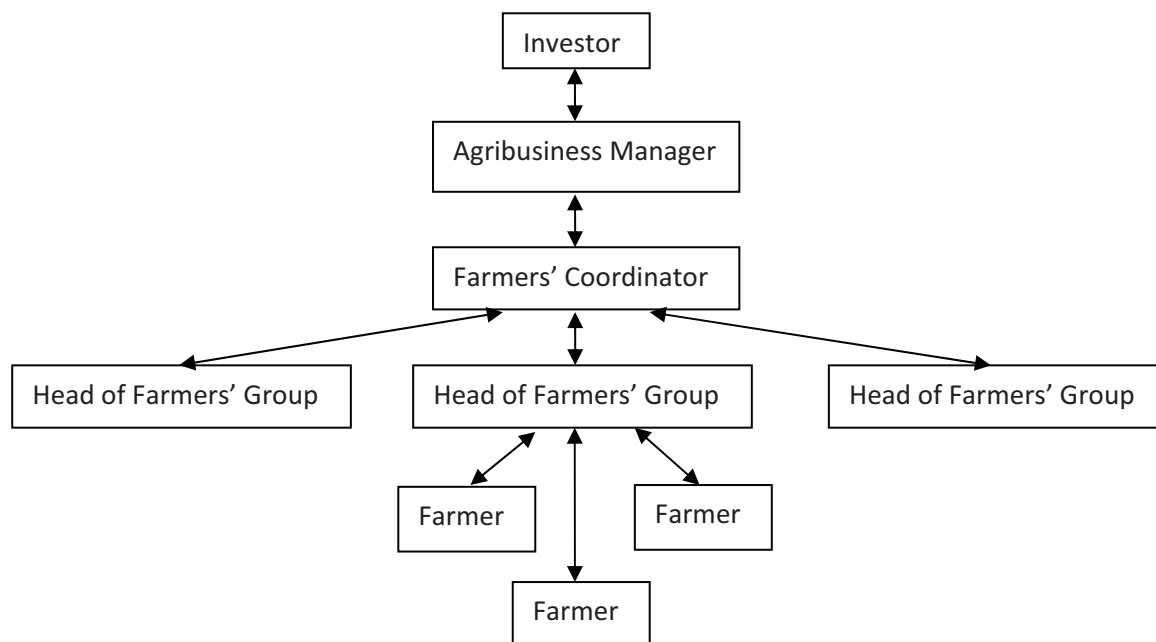 Investor
Agribusiness Manager
Farmers’ Coordinator
Head of Farmers’ Group
Head of Farmers’ Group
Head of Farmers’ Group
Farmer
Farmer
Farmer